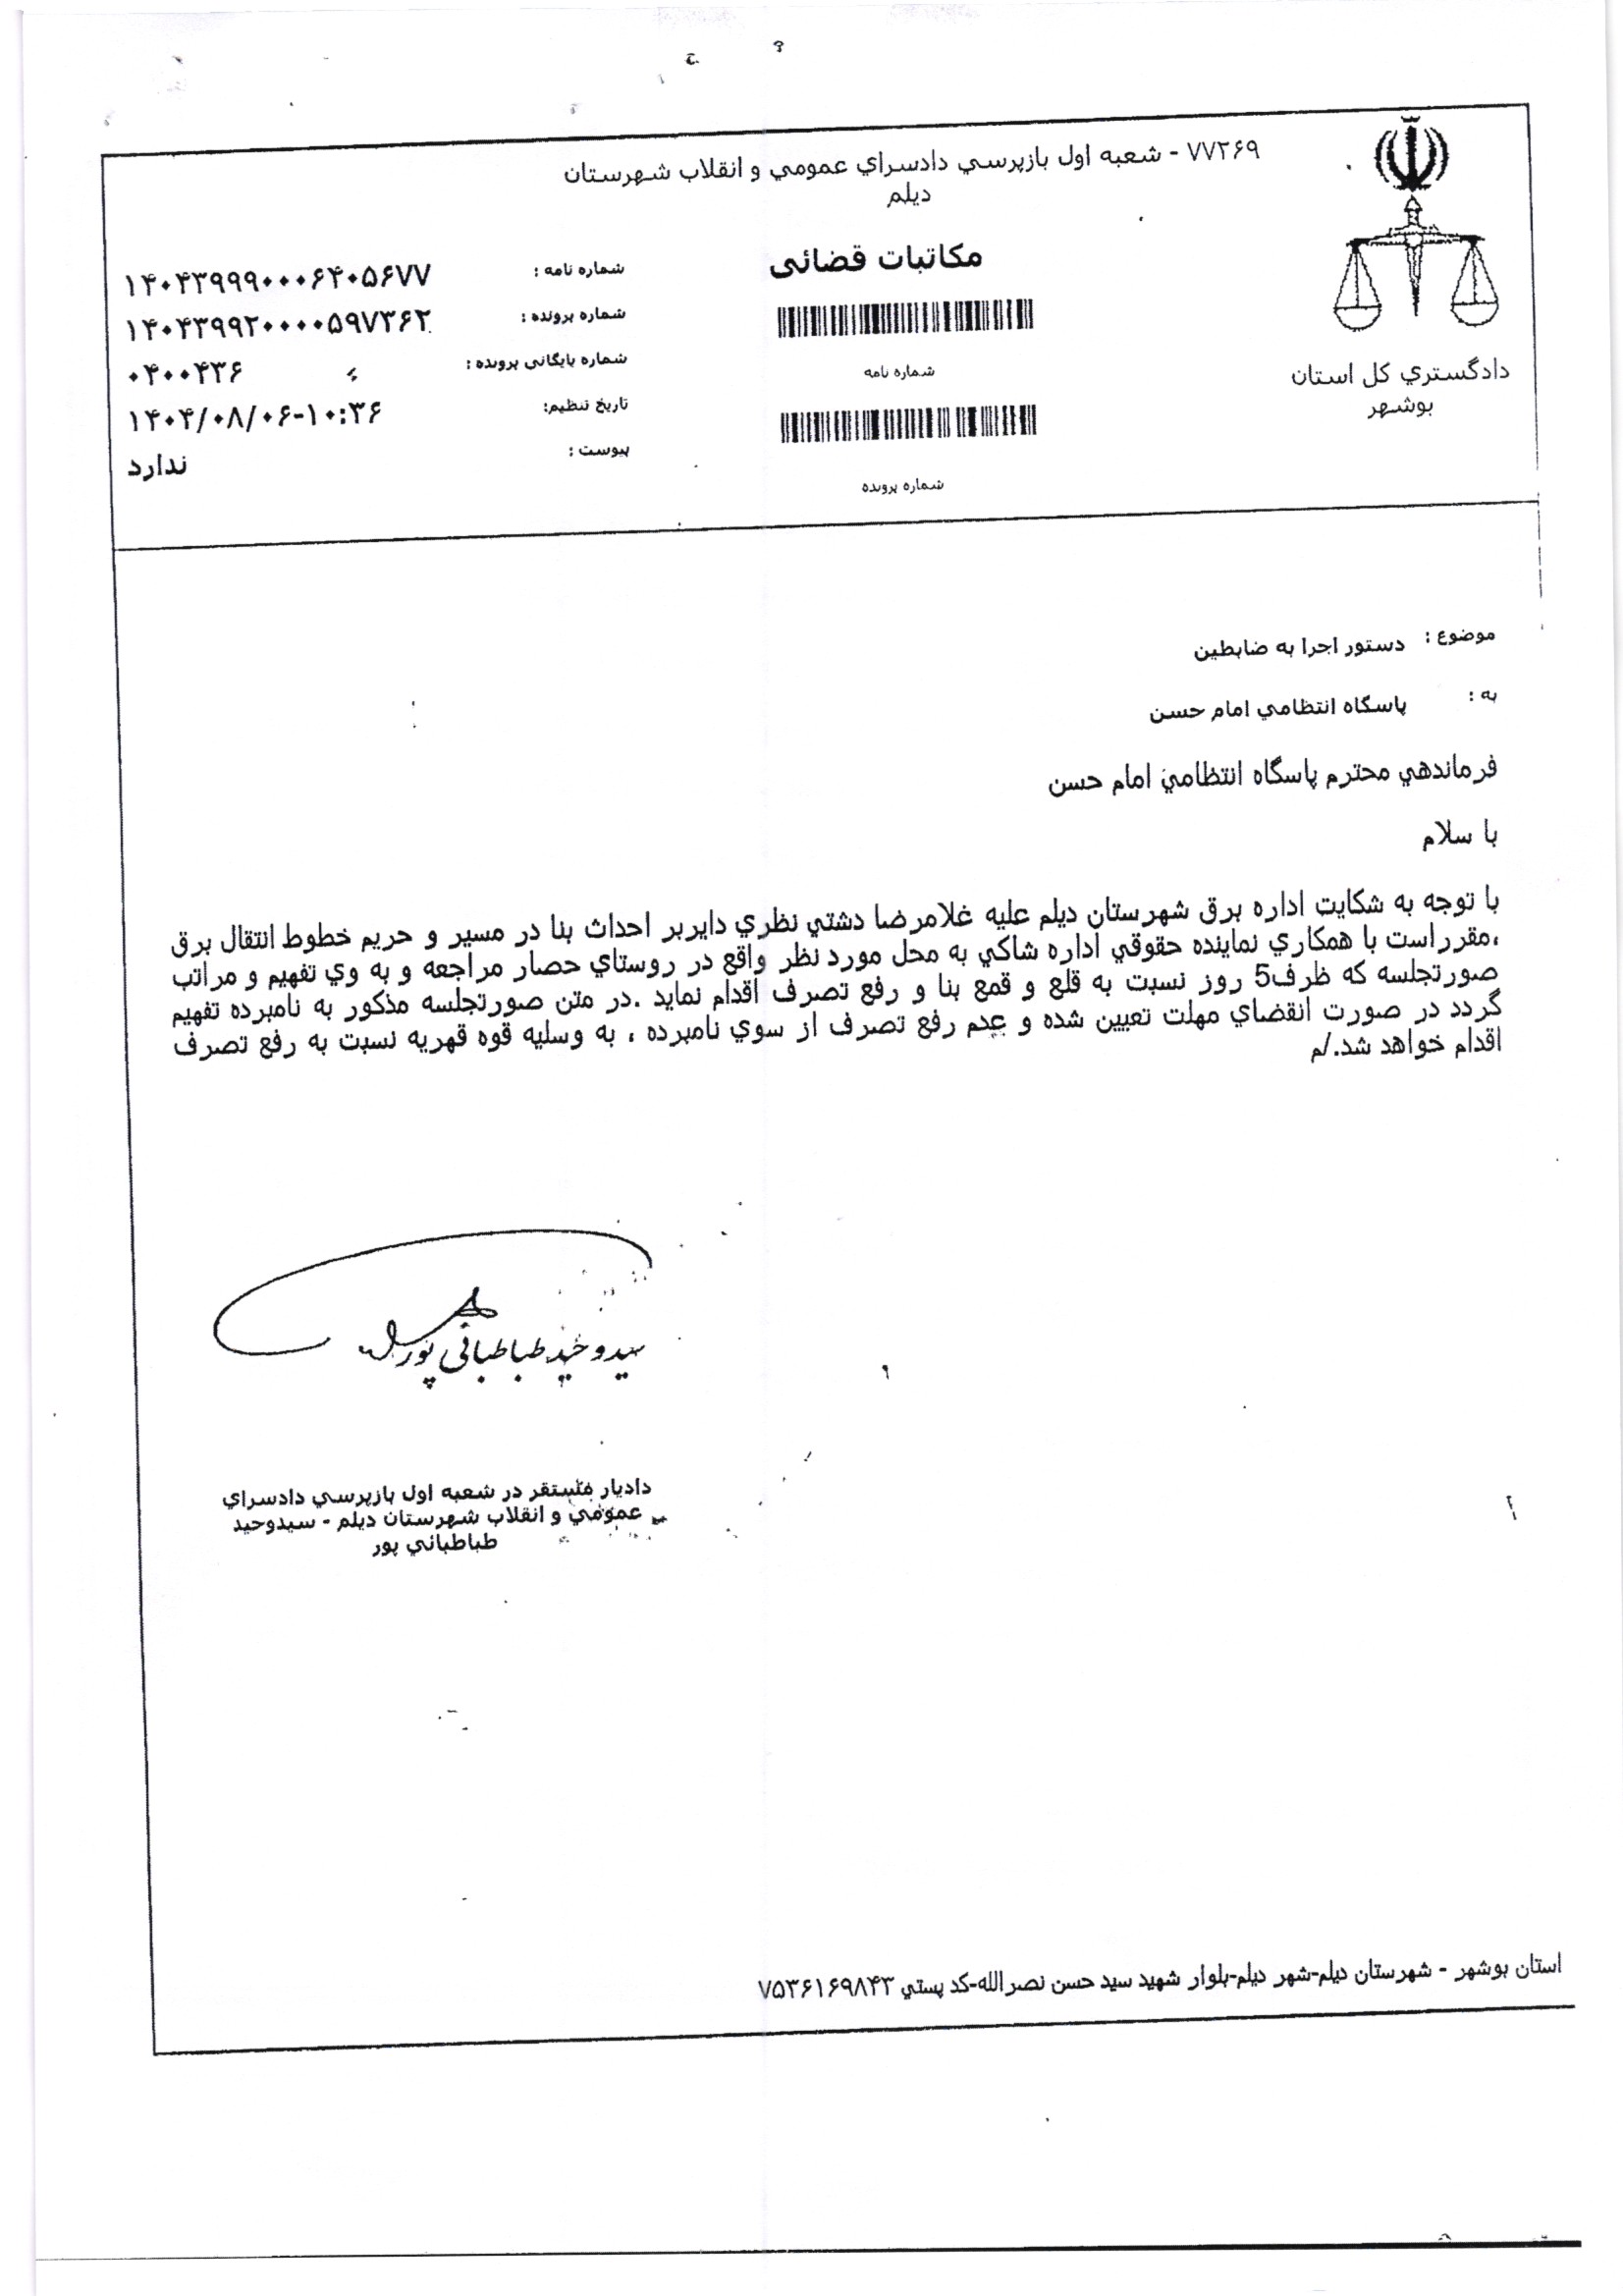 ۷۷۲۶۹ - شعبه اول بازپرسي دادسراي عمومي و انقلاب شهرستان
ديلم
مکاتبات قضائی
دادگستري کل استان
بوشهر
شماره نامه :
۱۴۰۴۳۹۹۹۰۰۰۶۴۰۵۶۷۷
شماره پرونده :
۱۴۰۴۳۹۹۲۰۰۰۰۵۹۷۳۶۲
شماره بایگانی پرونده :
۰۴۰۰۴۳۶
تاریخ تنظیم:
۱۴۰۴/۰۸/۰۶-۱۰:۳۶
پیوست :
ندارد
شماره نامه
شماره پرونده
موضوع : دستور اجرا به ضابطین
به : پاسگاه انتظامي امام حسن
فرماندهي محترم پاسگاه انتظامي امام حسن
با سلام
با توجه به شکايت اداره برق شهرستان ديلم عليه غلامرضا دشتي نظري دايربر احداث بنا در مسير و حريم خطوط انتقال برق
،مقرراست با همکاري نماينده حقوقي اداره شاکي به محل مورد نظر واقع در روستاي حصار مراجعه و به وي تفهيم و مراتب
صورتجلسه که ظرف5 روز نسبت به قلع و قمع بنا و رفع تصرف اقدام نمايد .در متن صورتجلسه مذکور به نامبرده تفهيم
گردد در صورت انقضاي مهلت تعيين شده و عدم رفع تصرف از سوي نامبرده ، به وسليه قوه قهريه نسبت به رفع تصرف
اقدام خواهد شد./م
سیدوحید طباطبائی پور
داديار مستقر در شعبه اول بازپرسي دادسراي
عمومي و انقلاب شهرستان ديلم - سيدوحيد
طباطبائي پور
استان بوشهر - شهرستان ديلم-شهر ديلم-بلوار شهيد سيد حسن نصرالله-کد پستي ۷۵۳۶۱۶۹۸۴۳